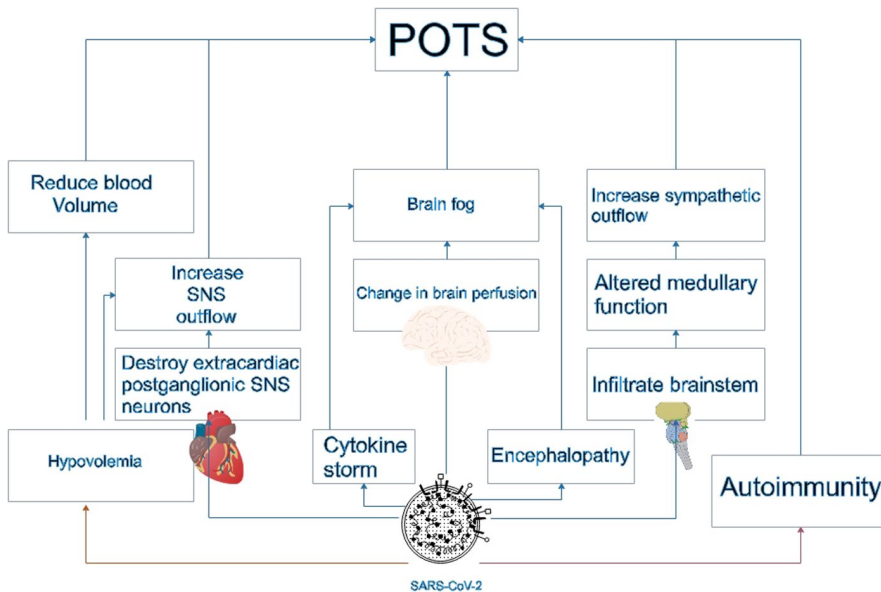 POTS
Reduce blood
Volume
Brain fog
Increase sympathetic
outflow
Increase
SNS
outflow
Change in brain perfusion
Altered medullary
function
Destroy extracardiac
postganglionic SNS
neurons
Infiltrate brainstem
Hypovolemia
Cytokine
storm
Encephalopathy
Autoimmunity
SARS-CoV-2